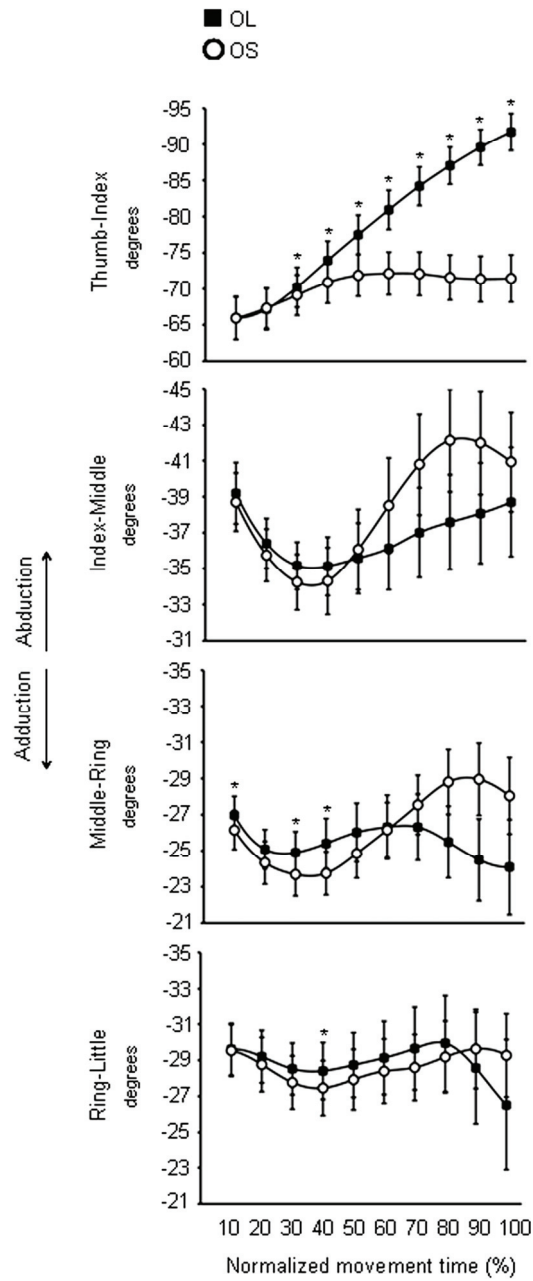 OL
OS
Thumb-Index
degrees
-95
-90
-85
-80
-75
-70
-65
-60
* * * * * * * *
Index-Middle
degrees
-45
-43
-41
-39
-37
-35
-33
-31
Abduction
Adduction
Middle-Ring
degrees
-35
-33
-31
-29
-27
-25
-23
-21
* * *
Ring-Little
degrees
-35
-33
-31
-29
-27
-25
-23
-21
*
10 20 30 40 50 60 70 80 90 100
Normalized movement time (%)